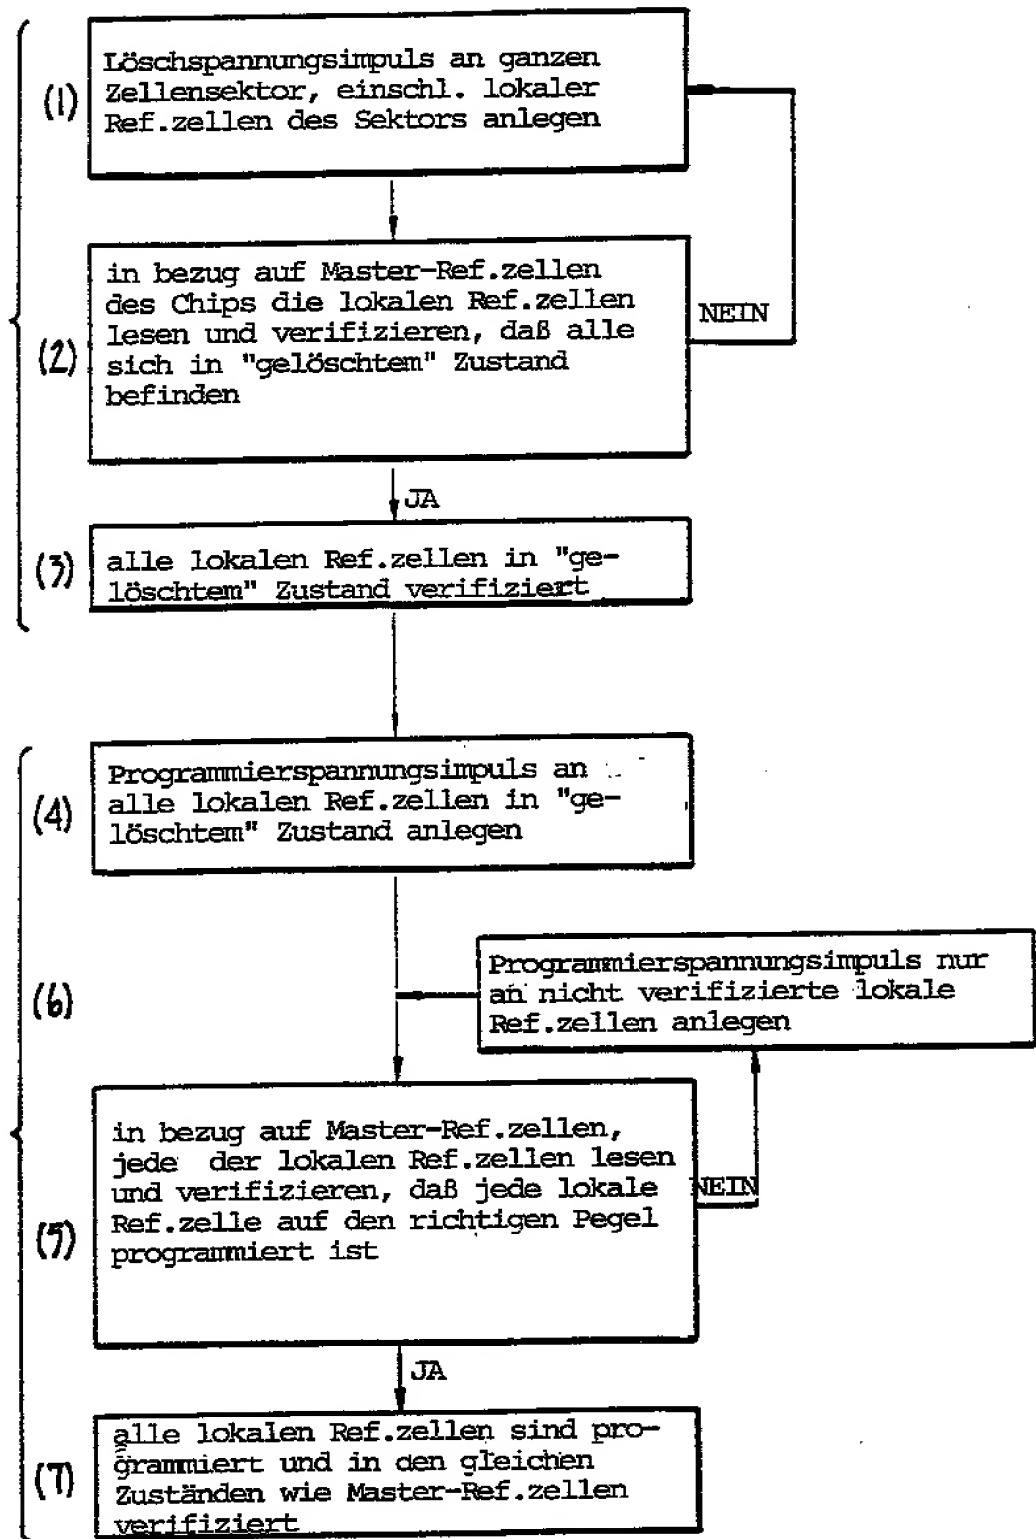 (1)
Löschspannungsimpuls an ganzen
Zellensektor, einschl. lokaler
Ref.zellen des Sektors anlegen
(2)
in bezug auf Master-Ref.zellen
des Chips die lokalen Ref.zellen
lesen und verifizieren, daß alle
sich in "gelöschtem" Zustand
befinden
NEIN
JA
(3)
alle lokalen Ref.zellen in "ge-
löschtem" Zustand verifiziert
(4)
Programmierspannungsimpuls an
alle lokalen Ref.zellen in "ge-
löschtem" Zustand anlegen
(6)
Programmierspannungsimpuls nur
an nicht verifizierte lokale
Ref.zellen anlegen
(5)
in bezug auf Master-Ref.zellen,
jede der lokalen Ref.zellen lesen
und verifizieren, daß jede lokale
Ref.zelle auf den richtigen Pegel
programmiert ist
NEIN
JA
(7)
alle lokalen Ref.zellen sind pro-
grammiert und in den gleichen
Zuständen wie Master-Ref.zellen
verifiziert